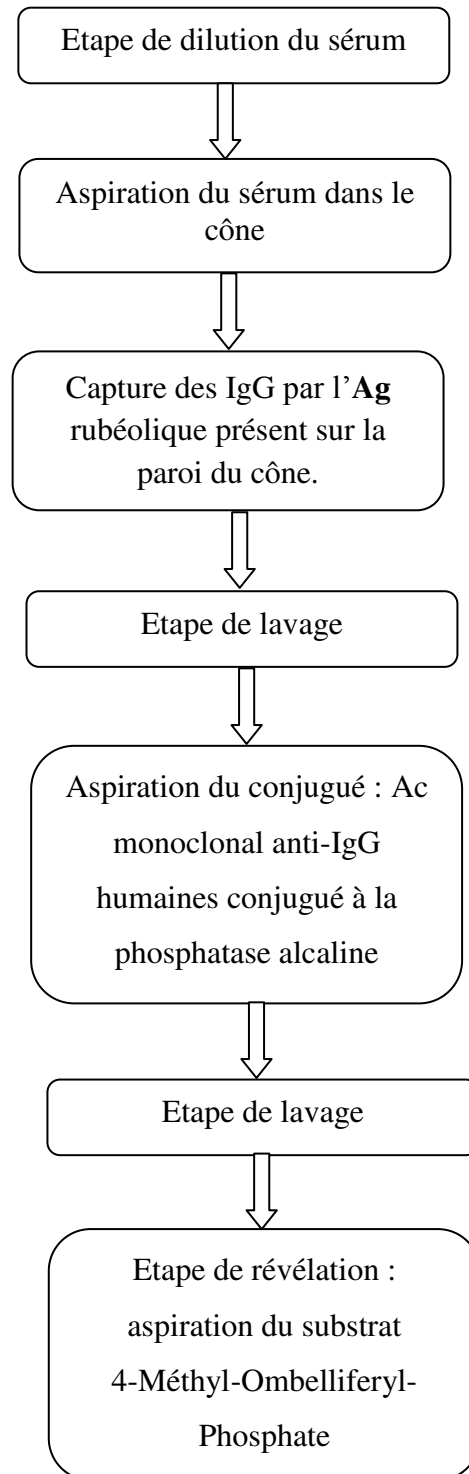 Etape de dilution du sérum
Aspiration du sérum dans le
cône
Capture des IgG par l’Ag
rubéolique présent sur la
paroi du cône.
Etape de lavage
Aspiration du conjugué : Ac
monoclonal anti-IgG
humaines conjugué à la
phosphatase alcaline
Etape de lavage
Etape de révélation :
aspiration du substrat
4-Méthyl-Ombelliferyl-
Phosphate